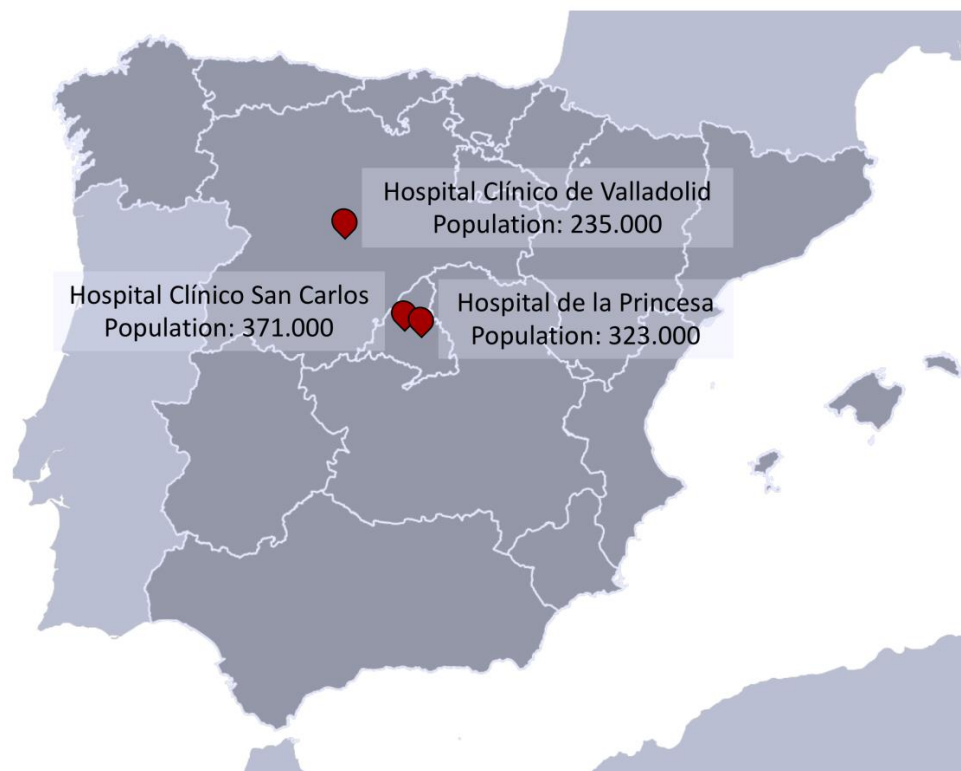 Hospital Clínico de Valladolid
Population: 235.000
Hospital Clínico San Carlos
Population: 371.000
Hospital de la Princesa
Population: 323.000